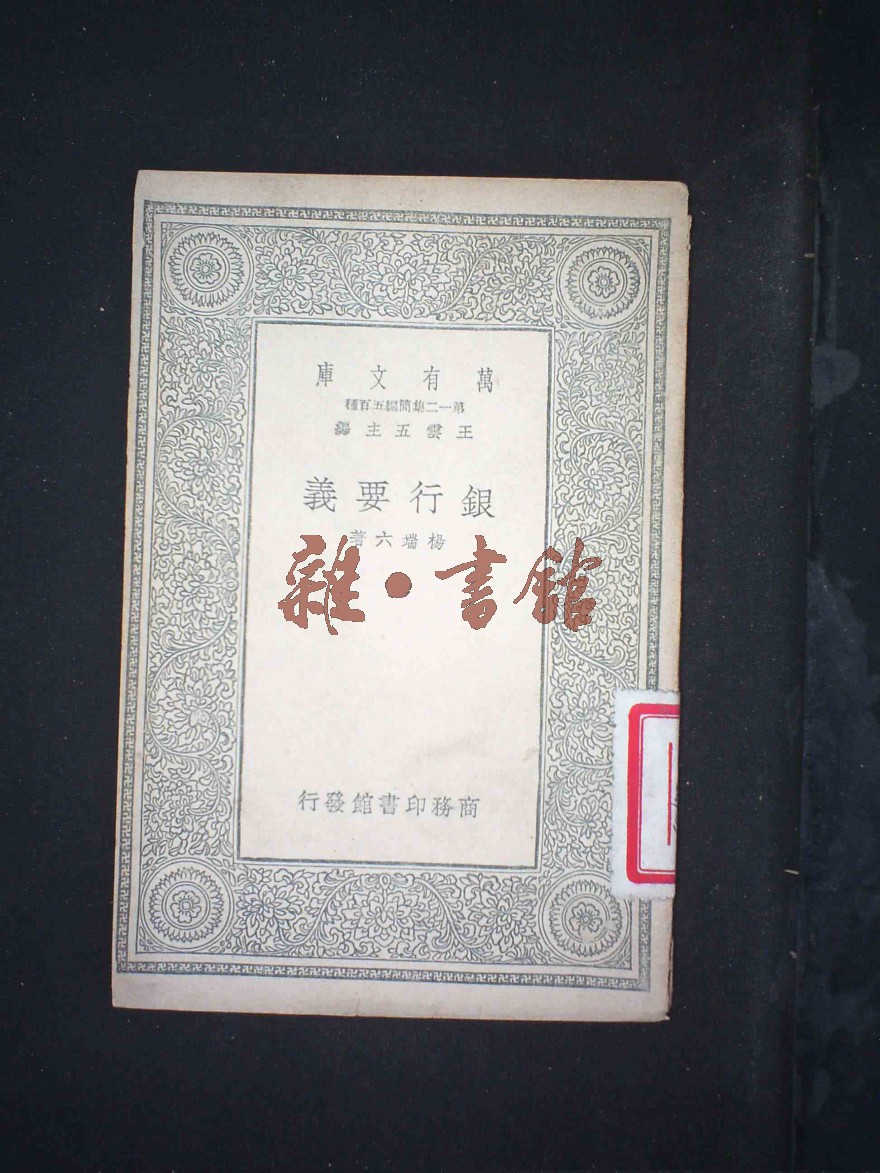 萬有文庫
第一二集簡編五百種
王雲五主編
銀行要義
楊端六著
雜·書館
商務印書館發行